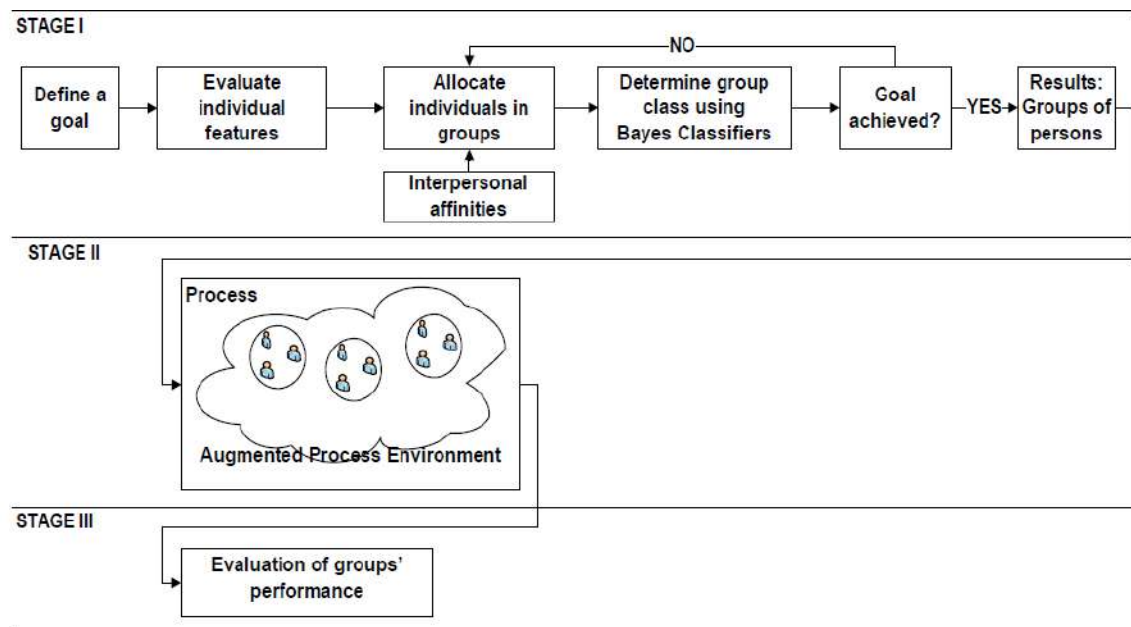 STAGE I
NO
Define a
goal
Evaluate
individual
features
Allocate
individuals in
groups
Determine group
class using
Bayes Classifiers
Goal
achieved?
YES
Results:
Groups of
persons
Interpersonal
affinities
STAGE II
Process
Augmented Process Environment
STAGE III
Evaluation of groups'
performance